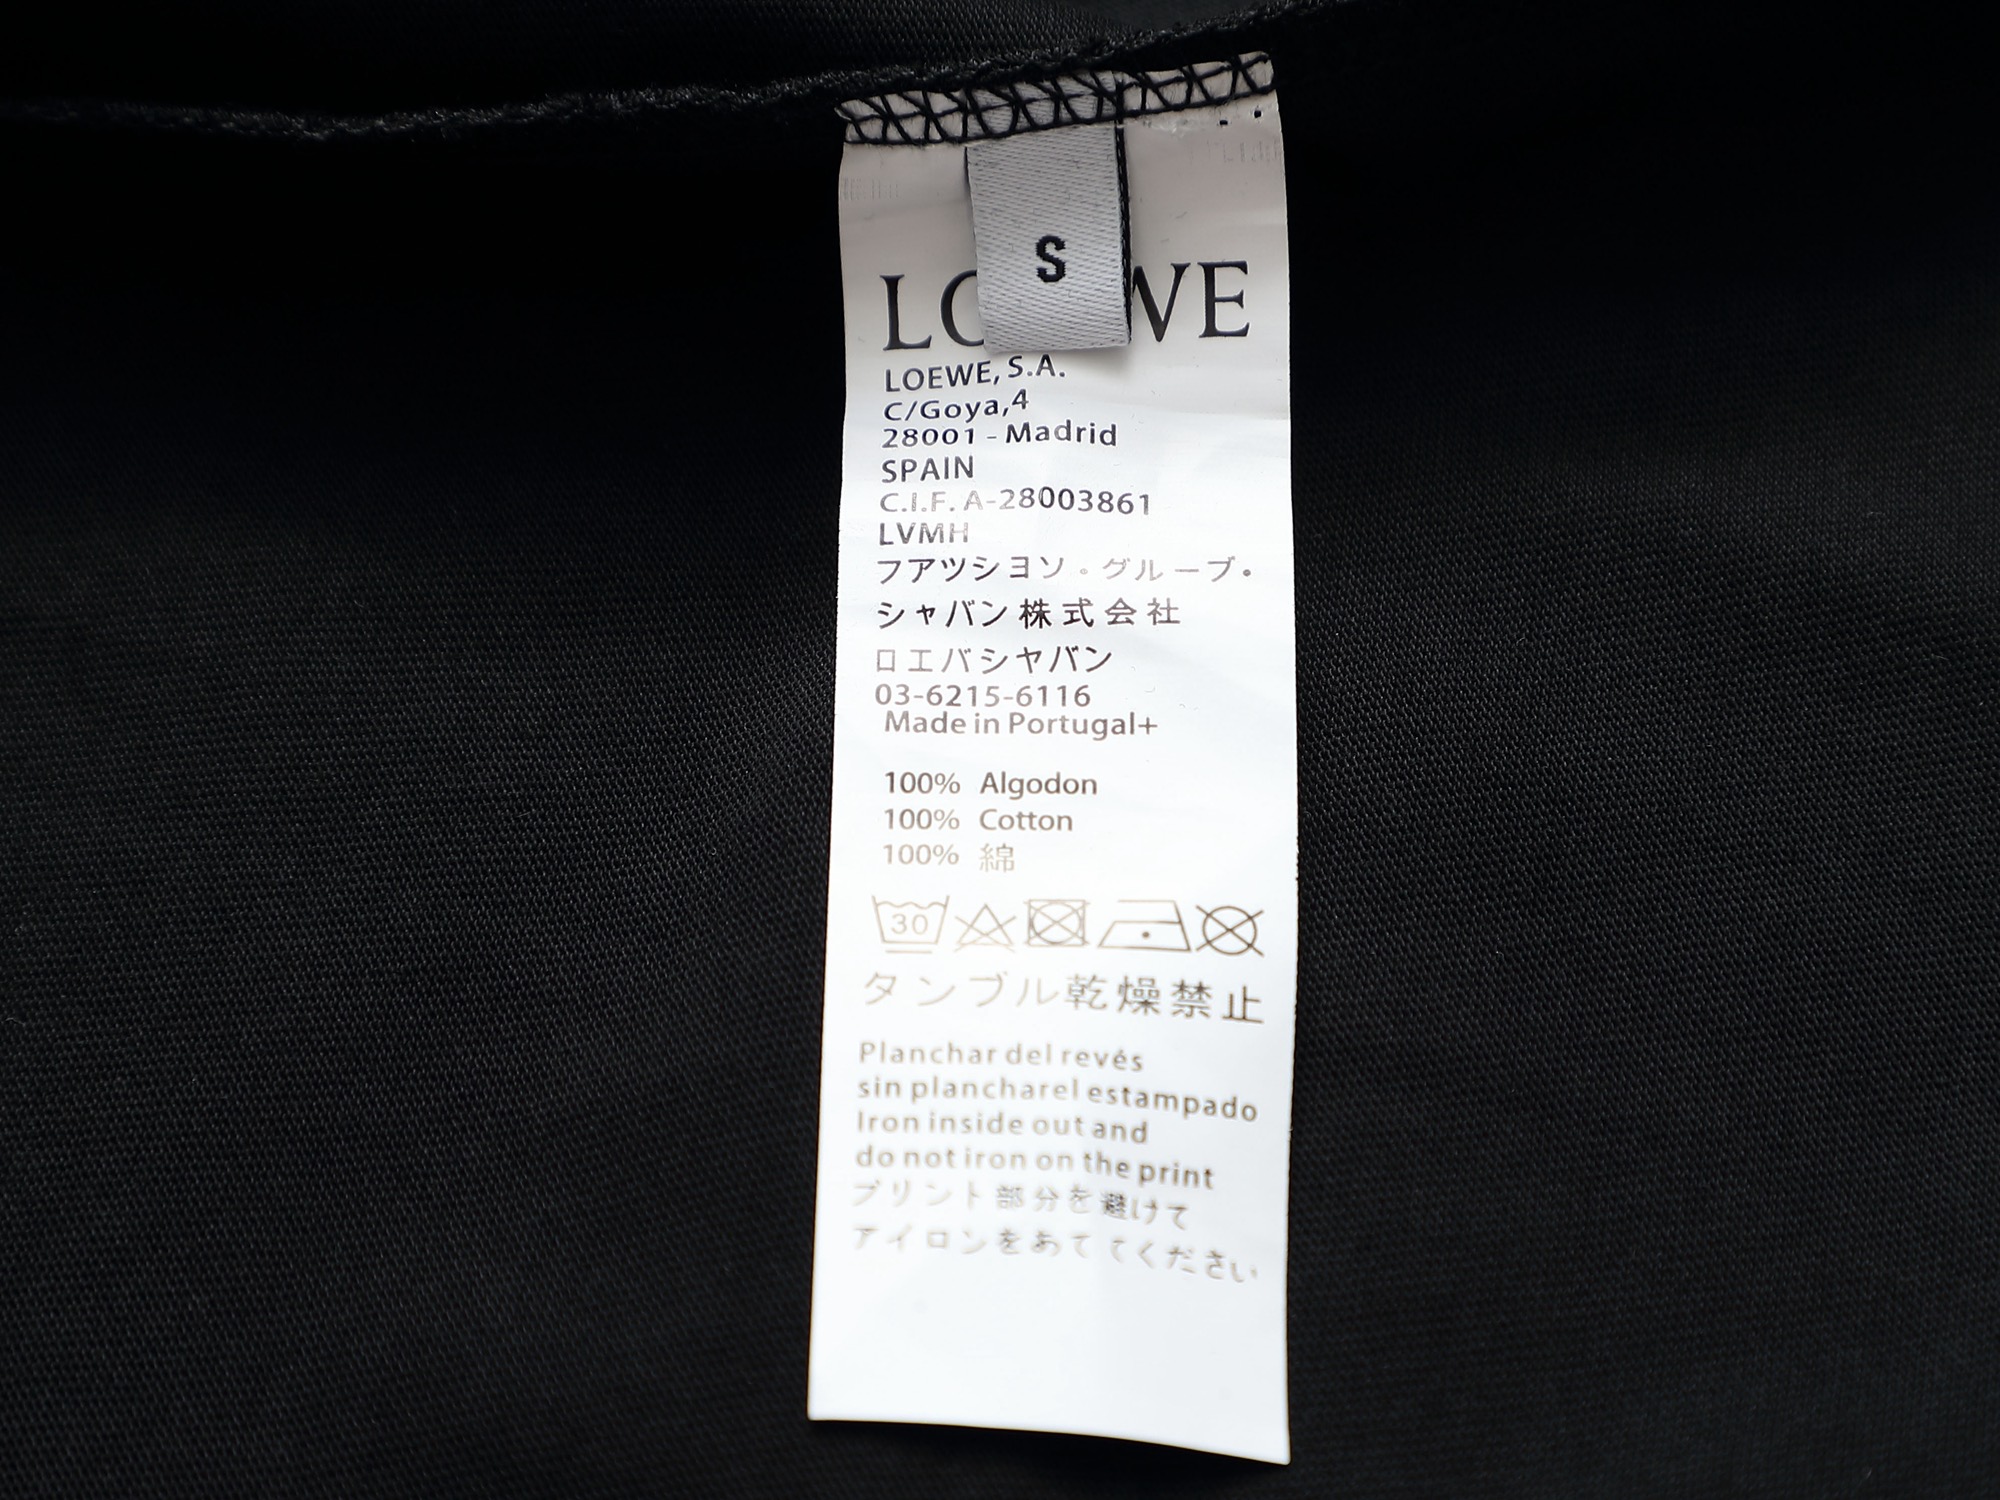 S
LOEWE
LOEWE, S.A.
C/Goya,4
28001 - Madrid
SPAIN
C.I.F. A-28003861
LVMH
フアツシヨソ・グループ・
シャバン株式会社
ロエバシヤバン
03-6215-6116
Made in Portugal+
100% Algodon
100% Cotton
100% 綿
30
タンブル乾燥禁止
Planchar del revés
sin plancharel estampado
Iron inside out and
do not iron on the print
プリント部分を避けて
アイロンをあててください